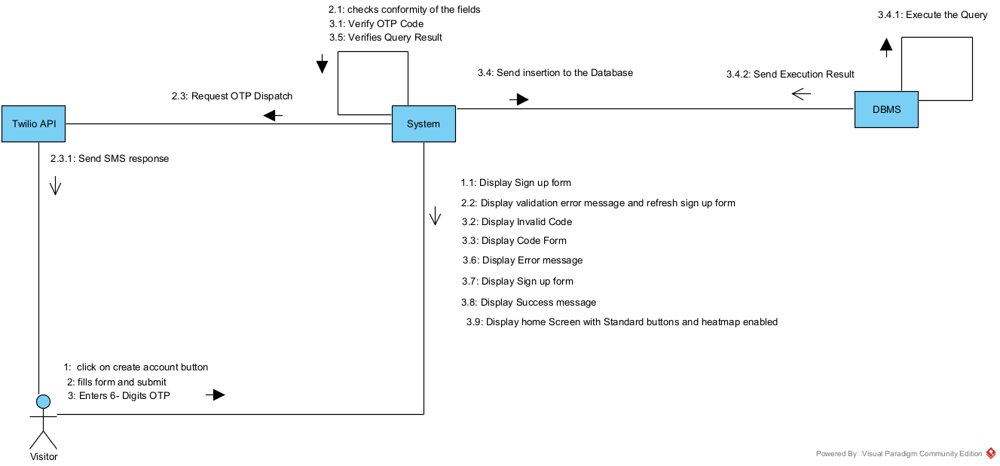 2.1: checks conformity of the fields
3.1: Verify OTP Code
3.5: Verifies Query Result
3.4.1: Execute the Query
3.4: Send insertion to the Database
3.4.2: Send Execution Result
2.3: Request OTP Dispatch
Twilio API
System
DBMS
2.3.1: Send SMS response
1.1: Display Sign up form
2.2: Display validation error message and refresh sign up form
3.2: Display Invalid Code
3.3: Display Code Form
3.6: Display Error message
3.7: Display Sign up form
3.8: Display Success message
3.9: Display home Screen with Standard buttons and heatmap enabled
1:  click on create account button
2: fills form and submit
3: Enters 6- Digits OTP
Visitor
Powered By Visual Paradigm Community Edition